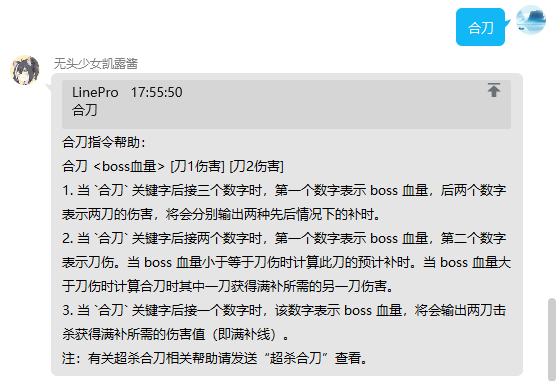 合刀
无头少女凯露酱
LinePro 17:55:50
合刀
合刀指令帮助：
合刀 <boss血量> [刀1伤害] [刀2伤害]
1. 当 `合刀` 关键字后接三个数字时，第一个数字表示 boss 血量，后两个数字
表示两刀的伤害，将会分别输出两种先后情况下的补时。
2. 当 `合刀` 关键字后接两个数字时，第一个数字表示 boss 血量，第二个数字表
示刀伤。当 boss 血量小于等于刀伤时计算此刀的预计补时。当 boss 血量大
于刀伤时计算合刀时其中一刀获得满补所需的另一刀伤害。
3. 当 `合刀` 关键字后接一个数字时，该数字表示 boss 血量，将会输出两刀击
杀获得满补所需的伤害值（即满补线）。
注：有关超杀合刀相关帮助请发送“超杀合刀”查看。